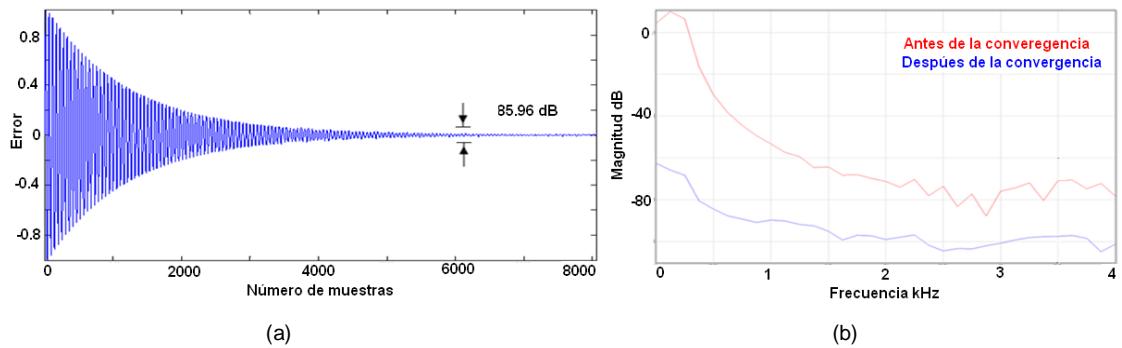 0.8
0.4
0
-0.4
-0.8
Error
85.96 dB
0
2000
4000
6000
8000
Número de muestras
(a)
0
-40
-80
Magnitud dB
Antes de la converegencia
Despúes de la convergencia
0
1
2
3
4
Frecuencia kHz
(b)